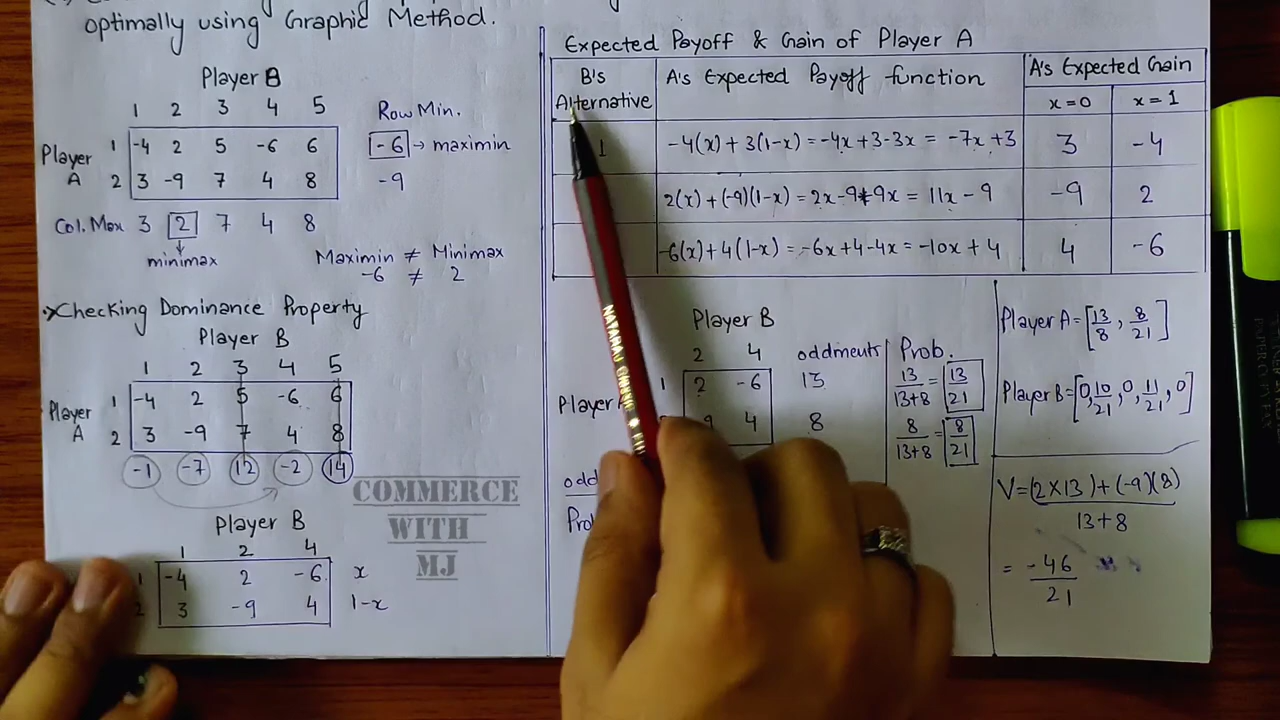 optimally using Graphic Method.
Player B
1 2 3 4 5 Row Min.
Player A
1 -4 2 5 -6 6 -6 → maximin
2 3 -9 7 4 8 -9
Col. Max 3 2 7 4 8
minimax
Maximin ≠ Minimax
-6 ≠ 2
Checking Dominance Property
Player B
1 2 3 4 5
Player A
1 -4 2 5 -6 6
2 3 -9 7 4 8
-1 -7 12 -2 14
Player B
1 2 4
1 -4 2 -6 x
2 3 -9 4 1-x
COMMERCE
WITH
MJ
Expected Payoff & Gain of Player A
B's Alternative A's Expected Payoff function A's Expected Gain
x=0 x=1
1 -4(x) + 3(1-x) = -4x + 3 - 3x = -7x + 3 3 -4
2(x) + (-9)(1-x) = 2x - 9 + 9x = 11x - 9 -9 2
-6(x) + 4(1-x) = -6x + 4 - 4x = -10x + 4 4 -6
Player B
2 4 oddments Prob.
Player A
1 2 -6 13 13/13+8 = 13/21
9 4 8 8/13+8 = 8/21
odd
Pro
Player A = [13/8, 8/21]
Player B = [0, 10/21, 0, 11/21, 0]
V = (2×13) + (-9)(8)
13+8
= -46
21
NATARAJ